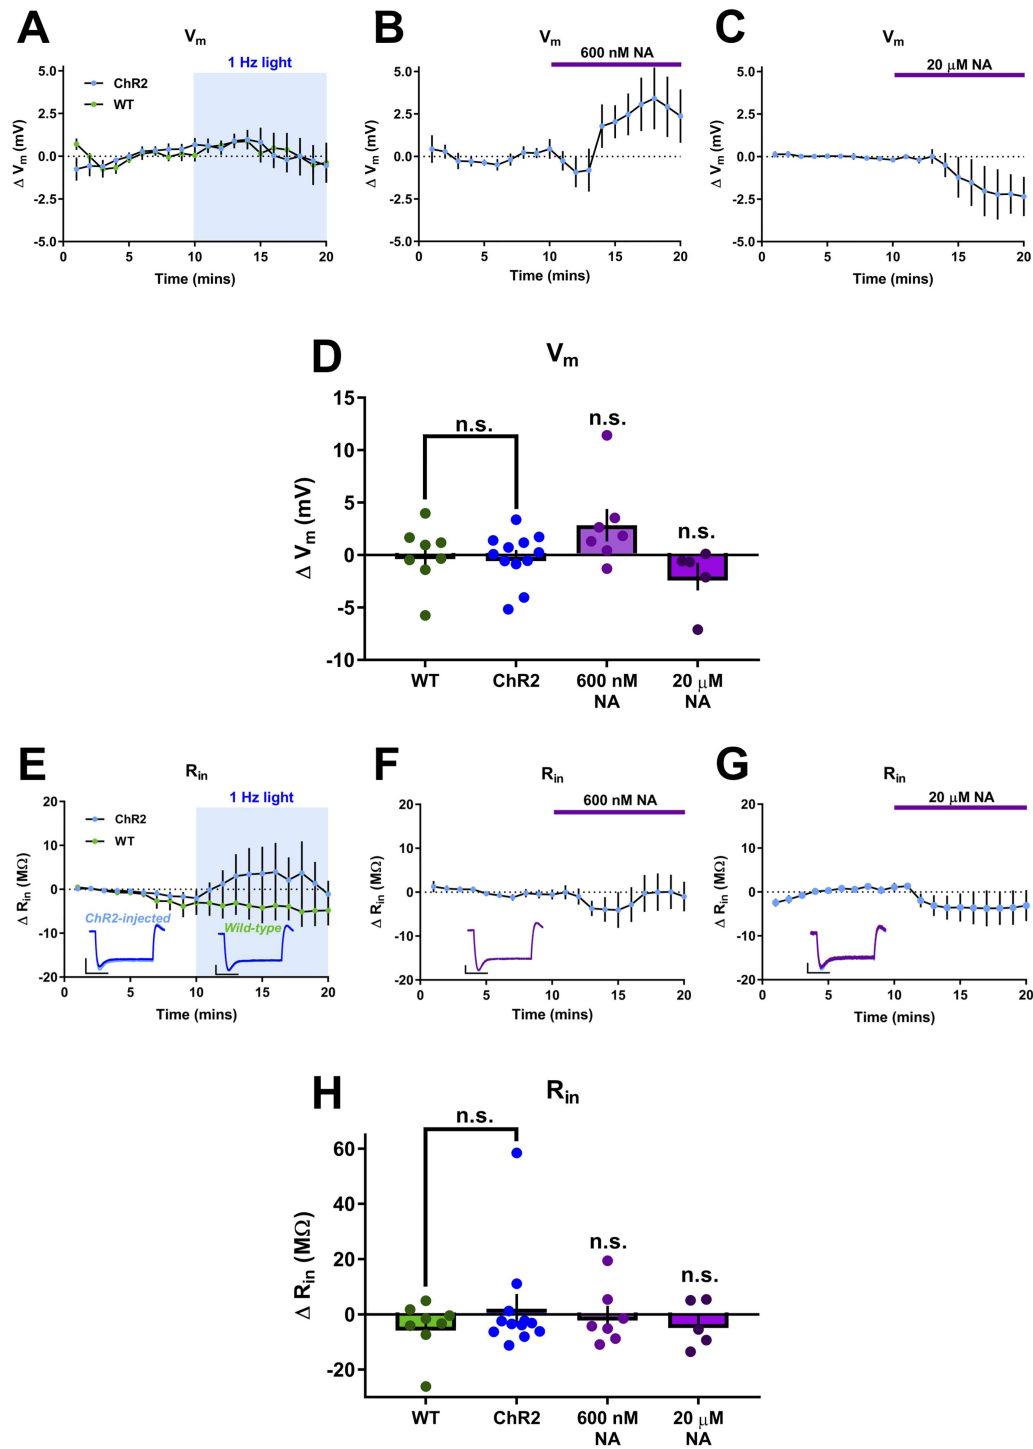 A
B
C
Vm
Vm
Vm
1 Hz light
600 nM NA
20 μM NA
ChR2
WT
Δ Vm (mV)
5.0
2.5
0.0
-2.5
-5.0
0 5 10 15 20
Time (mins)
Δ Vm (mV)
5.0
2.5
0.0
-2.5
-5.0
0 5 10 15 20
Time (mins)
Δ Vm (mV)
5.0
2.5
0.0
-2.5
-5.0
0 5 10 15 20
Time (mins)
D
Vm
Δ Vm (mV)
15
10
5
0
-5
-10
n.s.
n.s.
n.s.
WT ChR2 600 nM NA 20 μM NA
E
F
G
Rin
Rin
Rin
1 Hz light
600 nM NA
20 μM NA
ChR2
WT
Δ Rin (MΩ)
20
10
0
-10
-20
ChR2-injected
Wild-type
0 5 10 15 20
Time (mins)
Δ Rin (MΩ)
20
10
0
-10
-20
0 5 10 15 20
Time (mins)
Δ Rin (MΩ)
20
10
0
-10
-20
0 5 10 15 20
Time (mins)
H
Rin
Δ Rin (MΩ)
60
40
20
0
-20
n.s.
n.s.
n.s.
WT ChR2 600 nM NA 20 μM NA